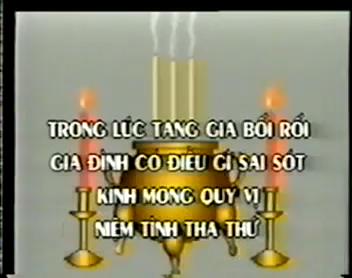 TRONG LÚC TANG GIA BỐI RỐI
GIA ĐÌNH CÓ ĐIỀU GÌ SAI SÓT
KÍNH MONG QUÝ VỊ
NIỆM TÌNH THA THỨ